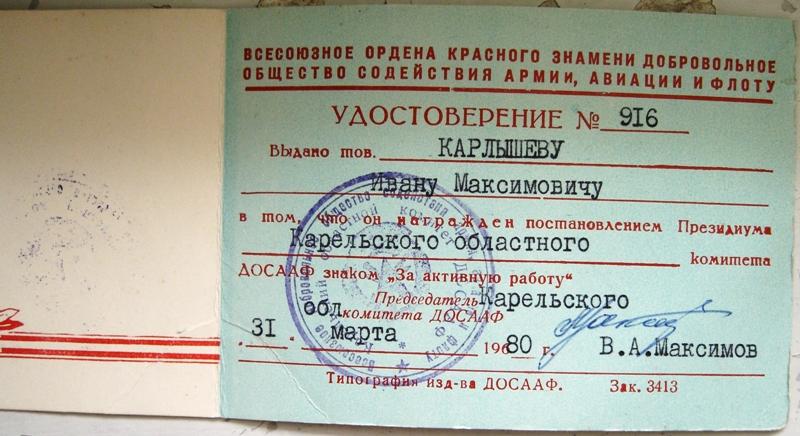 ВСЕСОЮЗНОЕ ОРДЕНА КРАСНОГО ЗНАМЕНИ ДОБРОВОЛЬНОЕ
ОБЩЕСТВО СОДЕЙСТВИЯ АРМИИ, АВИАЦИИ И ФЛОТУ
УДОСТОВЕРЕНИЕ № 916
Выдано тов. КАРЛЫШЕВУ
Ивану Максимовичу
в том, что он награжден постановлением Президиума
Карельского областного комитета
ДОСААФ знаком „За активную работу“
Председатель Карельского
обл. комитета ДОСААФ
"31" марта 19680 г. В.А.Максимов
Типография изд-ва ДОСААФ. Зак. 3413